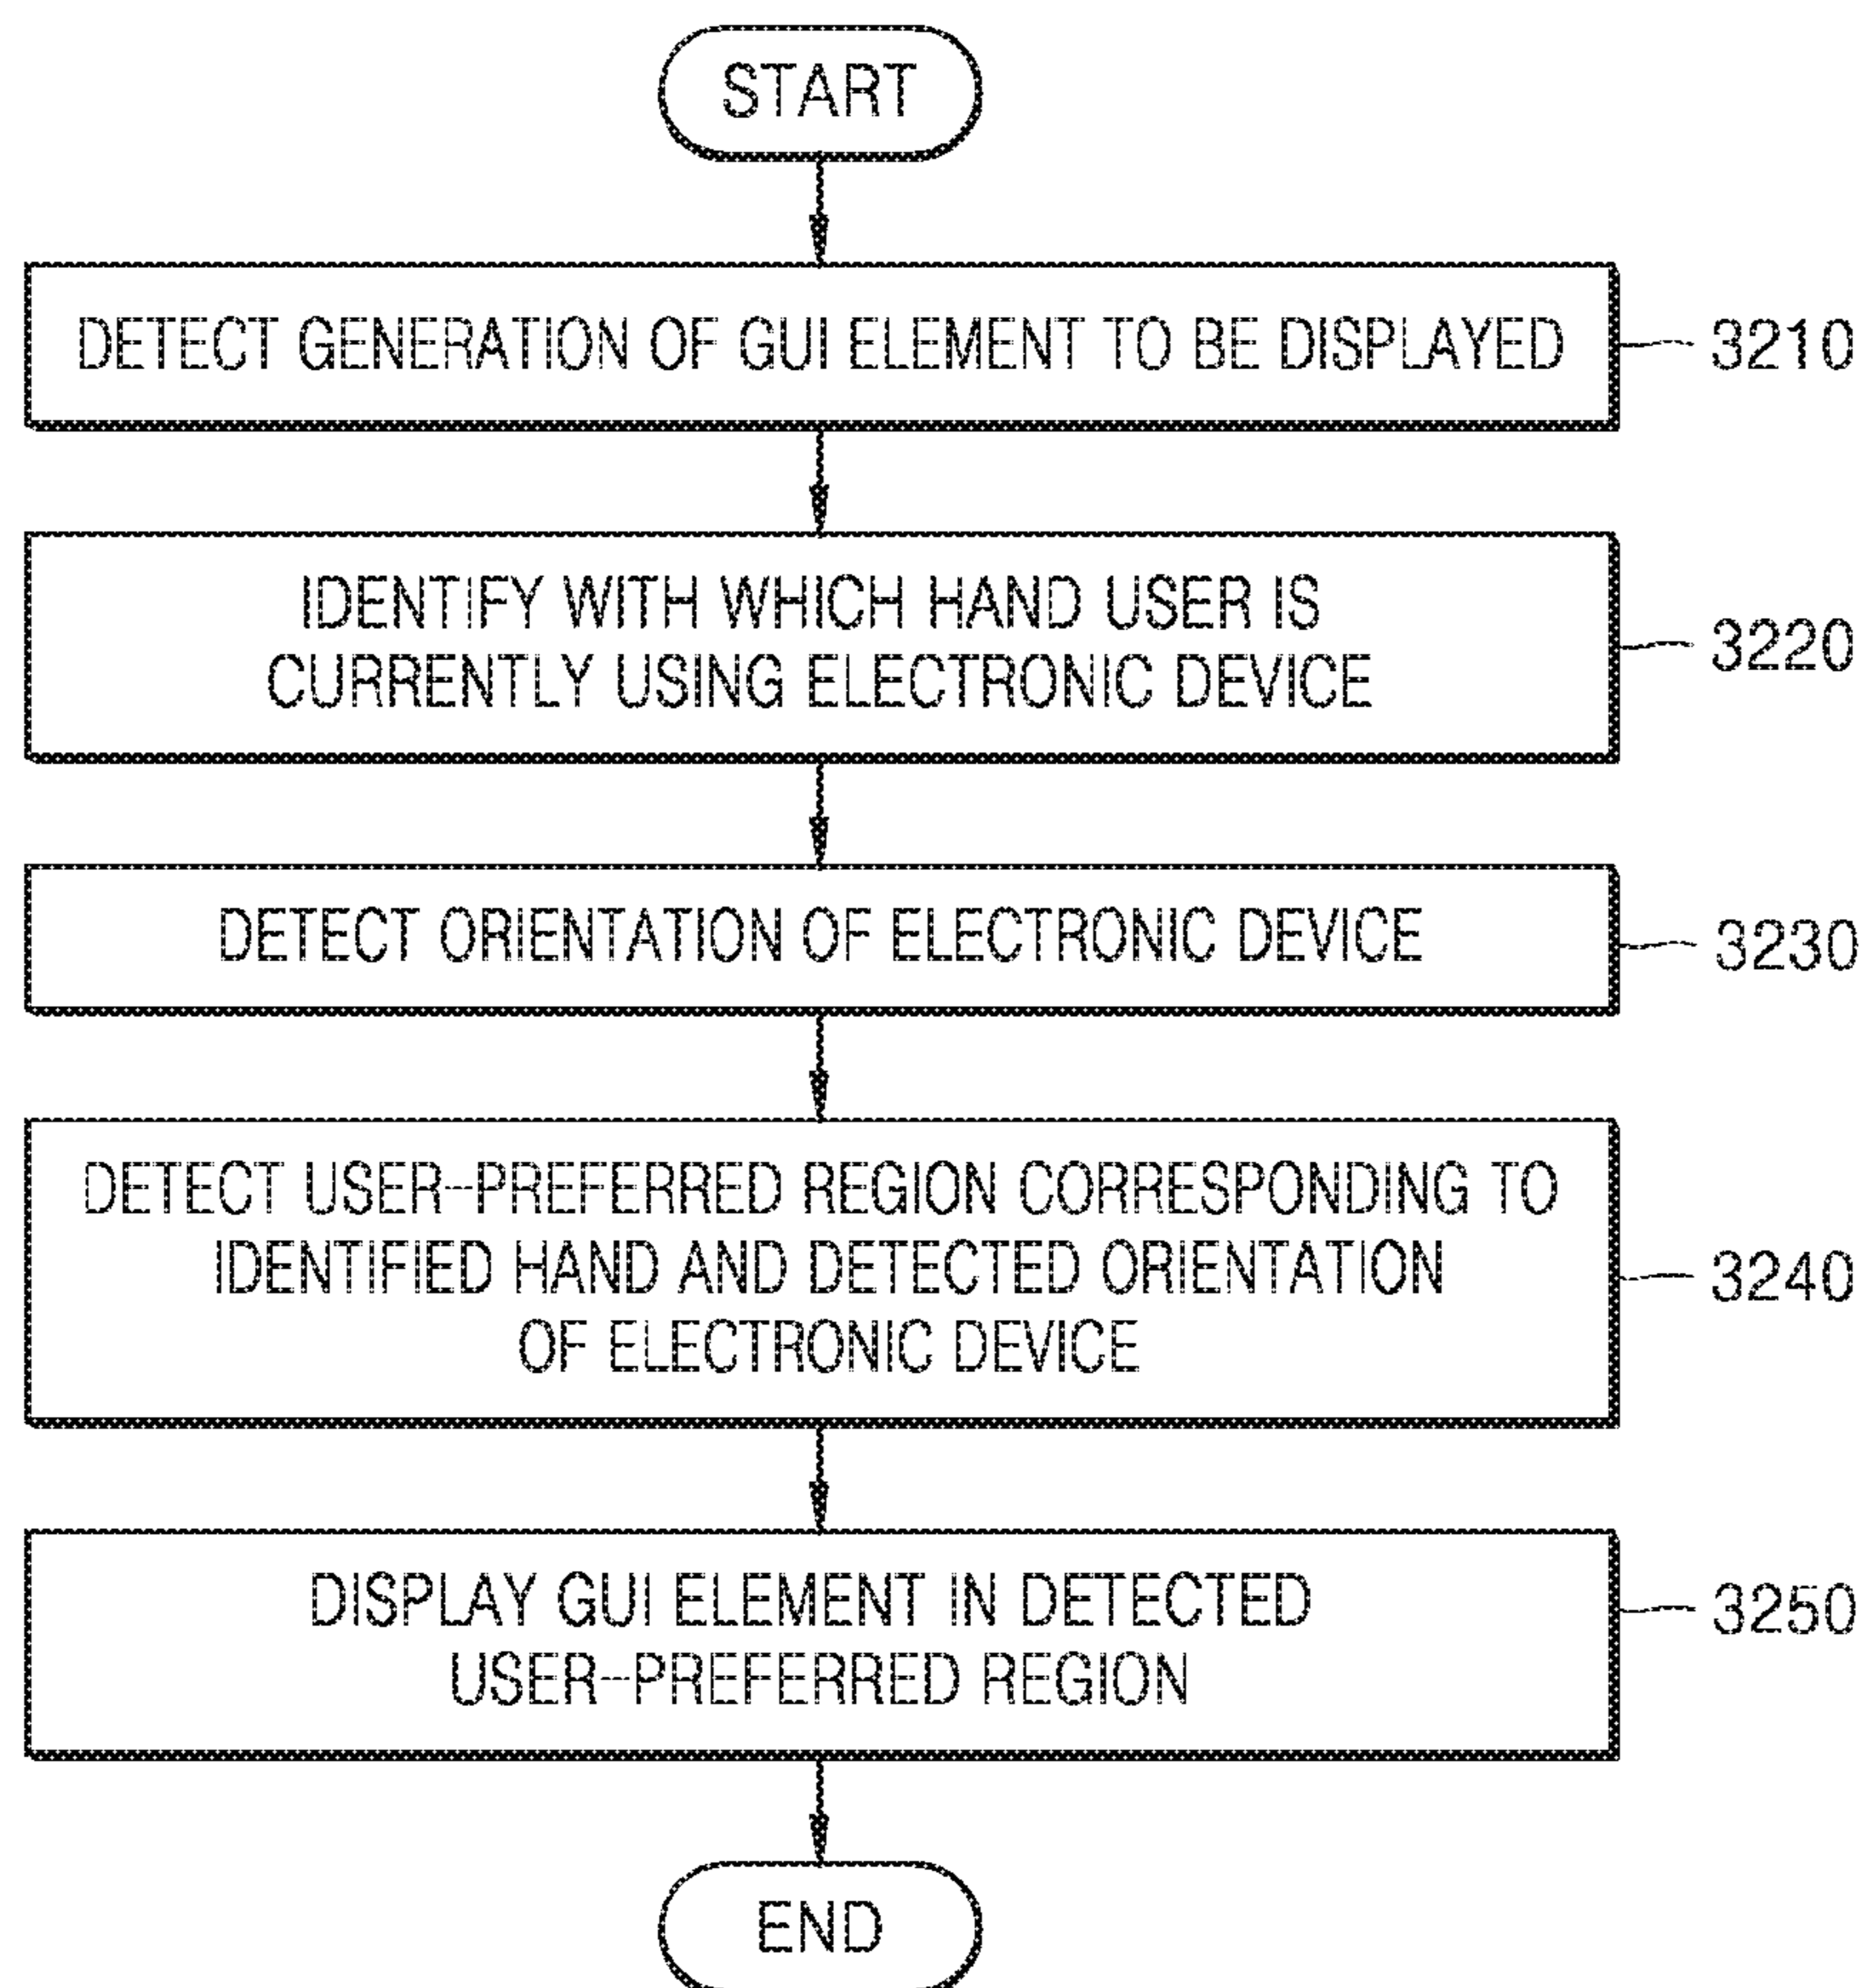 START
DETECT GENERATION OF GUI ELEMENT TO BE DISPLAYED
3210
IDENTIFY WITH WHICH HAND USER IS
CURRENTLY USING ELECTRONIC DEVICE
3220
DETECT ORIENTATION OF ELECTRONIC DEVICE
3230
DETECT USER-PREFERRED REGION CORRESPONDING TO
IDENTIFIED HAND AND DETECTED ORIENTATION
OF ELECTRONIC DEVICE
3240
DISPLAY GUI ELEMENT IN DETECTED
USER-PREFERRED REGION
3250
END